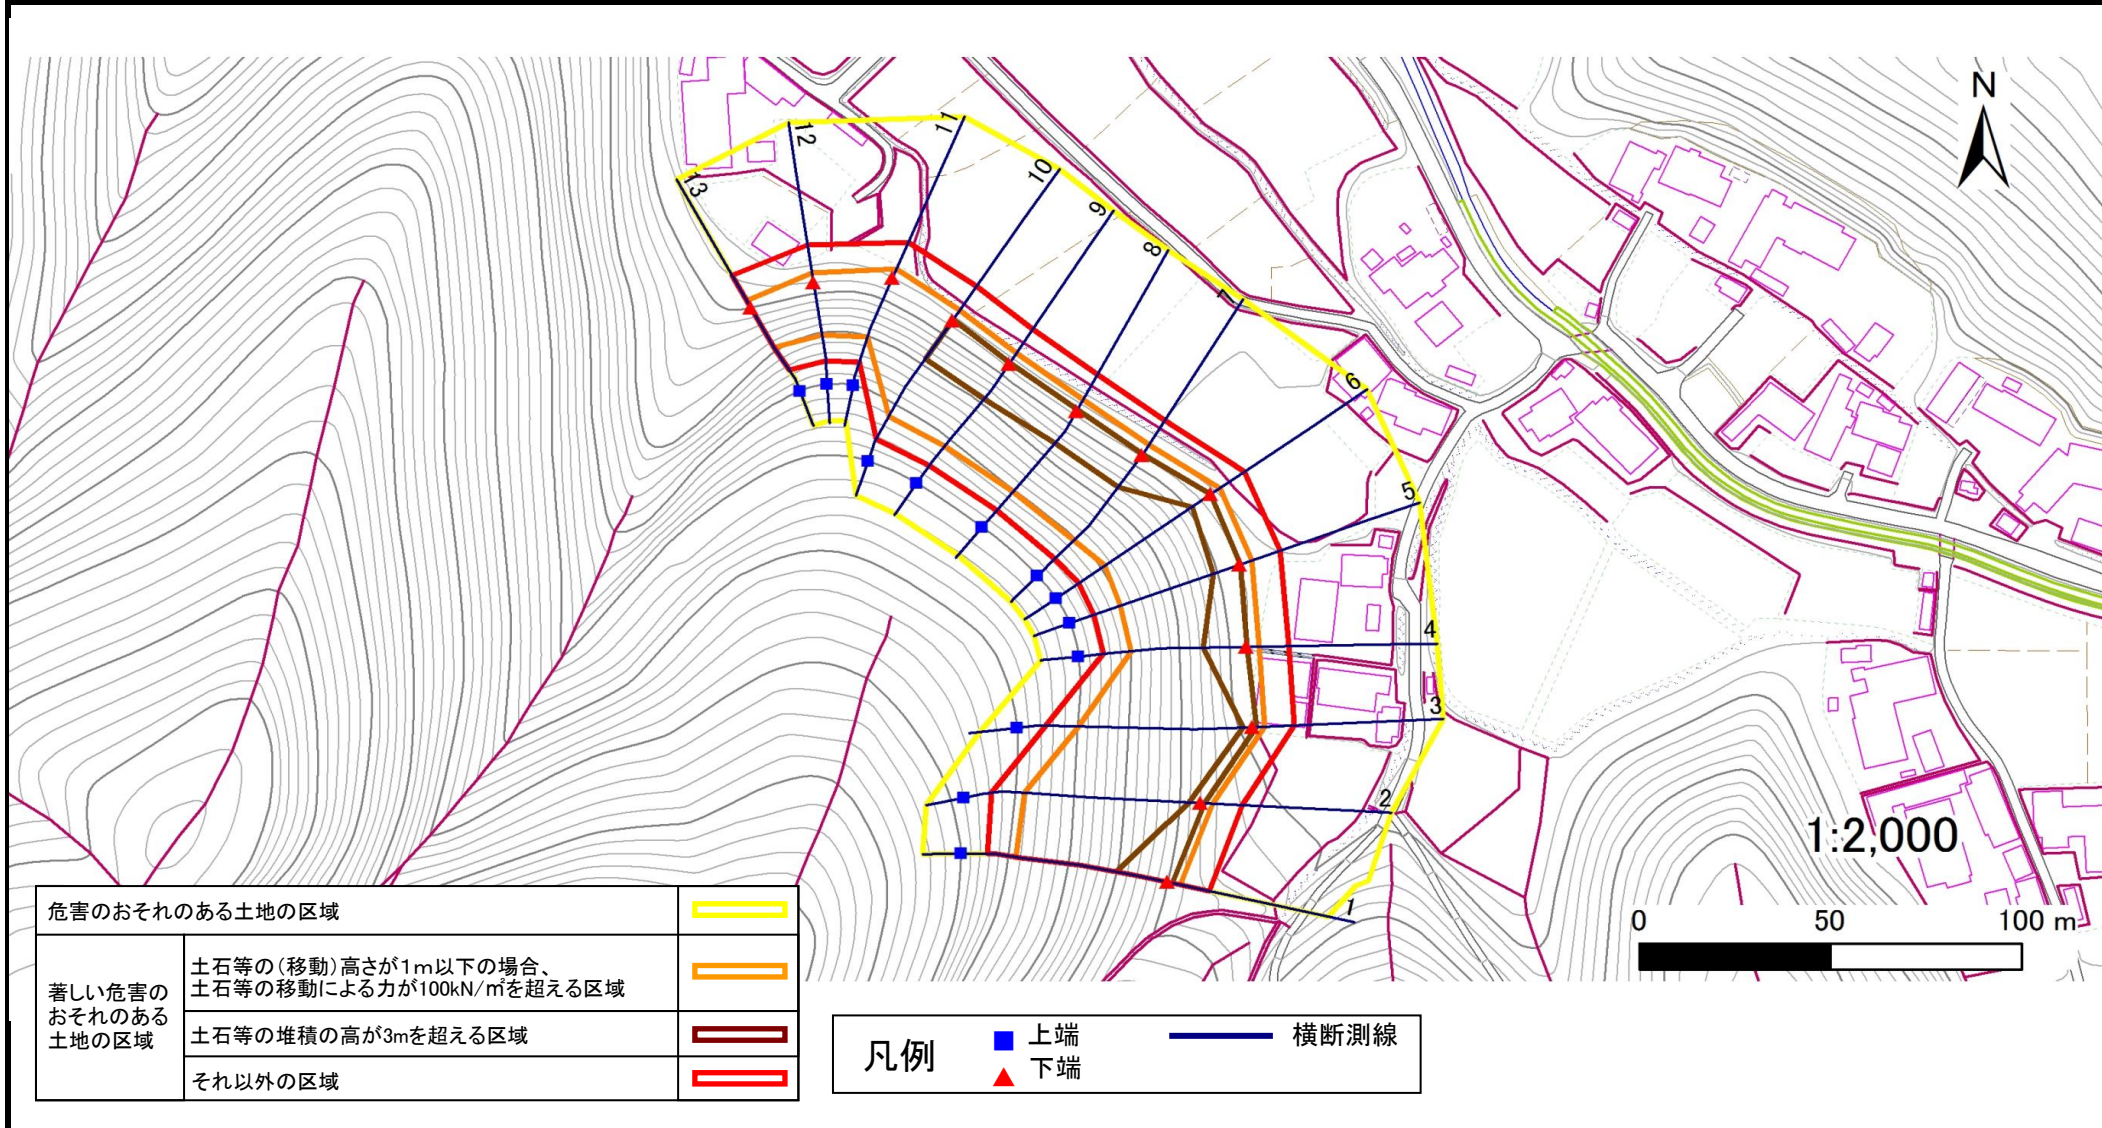 N
12
11
13
10
9
8
7
6
5
4
3
2
1
1:2,000
0 50 100 m
危害のおそれのある土地の区域
著しい危害の
おそれのある
土地の区域
土石等の(移動)高さが1m以下の場合、
土石等の移動による力が100kN/㎡を超える区域
土石等の堆積の高が3mを超える区域
それ以外の区域
凡例
上端
下端
横断測線